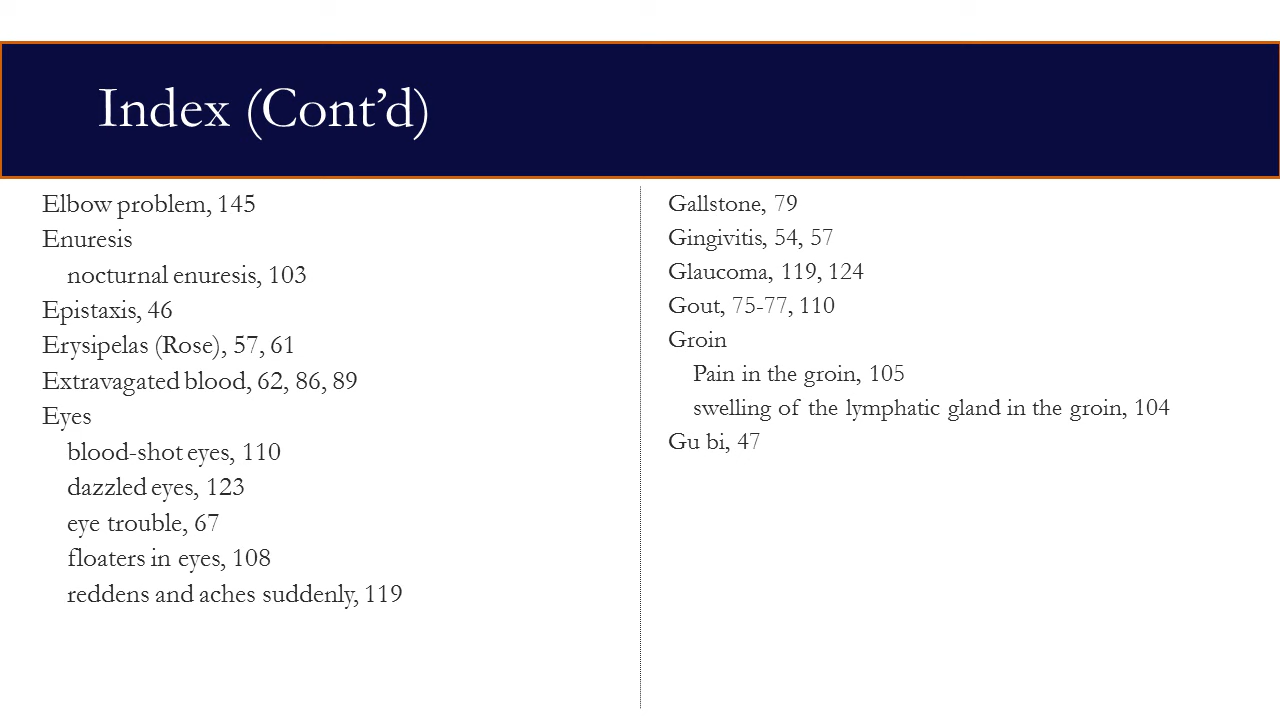 Index (Cont’d)
Elbow problem, 145
Enuresis
nocturnal enuresis, 103
Epistaxis, 46
Erysipelas (Rose), 57, 61
Extravagated blood, 62, 86, 89
Eyes
blood-shot eyes, 110
dazzled eyes, 123
eye trouble, 67
floaters in eyes, 108
reddens and aches suddenly, 119
Gallstone, 79
Gingivitis, 54, 57
Glaucoma, 119, 124
Gout, 75-77, 110
Groin
Pain in the groin, 105
swelling of the lymphatic gland in the groin, 104
Gu bi, 47